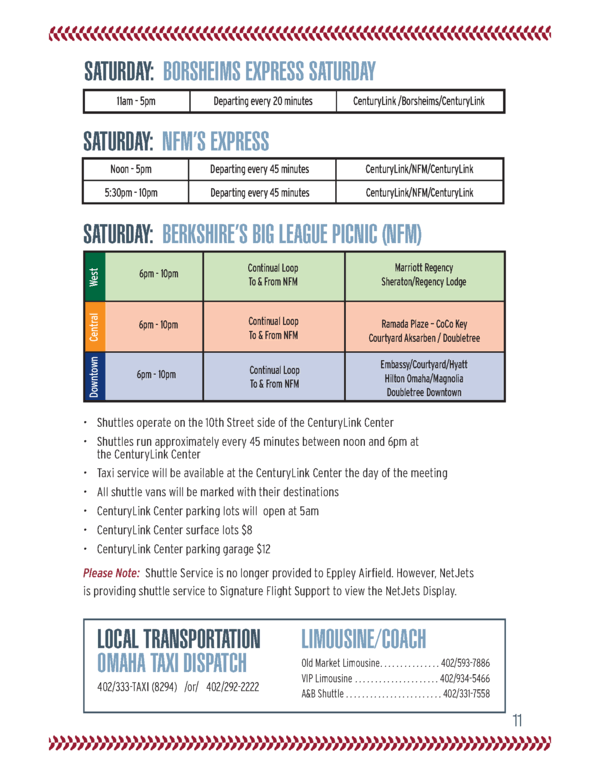 SATURDAY: BORSHEIMS EXPRESS SATURDAY
11am - 5pm Departing every 20 minutes CenturyLink /Borsheims/CenturyLink
SATURDAY: NFM'S EXPRESS
Noon - 5pm Departing every 45 minutes CenturyLink/NFM/CenturyLink
5:30pm - 10pm Departing every 45 minutes CenturyLink/NFM/CenturyLink
SATURDAY: BERKSHIRE'S BIG LEAGUE PICNIC (NFM)
West
6pm - 10pm
Continual Loop
To & From NFM
Marriott Regency
Sheraton/Regency Lodge
Central
6pm - 10pm
Continual Loop
To & From NFM
Ramada Plaze - CoCo Key
Courtyard Aksarben / Doubletree
Downtown
6pm - 10pm
Continual Loop
To & From NFM
Embassy/Courtyard/Hyatt
Hilton Omaha/Magnolia
Doubletree Downtown
• Shuttles operate on the 10th Street side of the CenturyLink Center
• Shuttles run approximately every 45 minutes between noon and 6pm at
the CenturyLink Center
• Taxi service will be available at the CenturyLink Center the day of the meeting
• All shuttle vans will be marked with their destinations
• CenturyLink Center parking lots will open at 5am
• CenturyLink Center surface lots $8
• CenturyLink Center parking garage $12
Please Note: Shuttle Service is no longer provided to Eppley Airfield. However, NetJets
is providing shuttle service to Signature Flight Support to view the NetJets Display.
LOCAL TRANSPORTATION
OMAHA TAXI DISPATCH
402/333-TAXI (8294) /or/ 402/292-2222
LIMOUSINE/COACH
Old Market Limousine............... 402/593-7886
VIP Limousine ..................... 402/934-5466
A&B Shuttle ........................ 402/331-7558
11